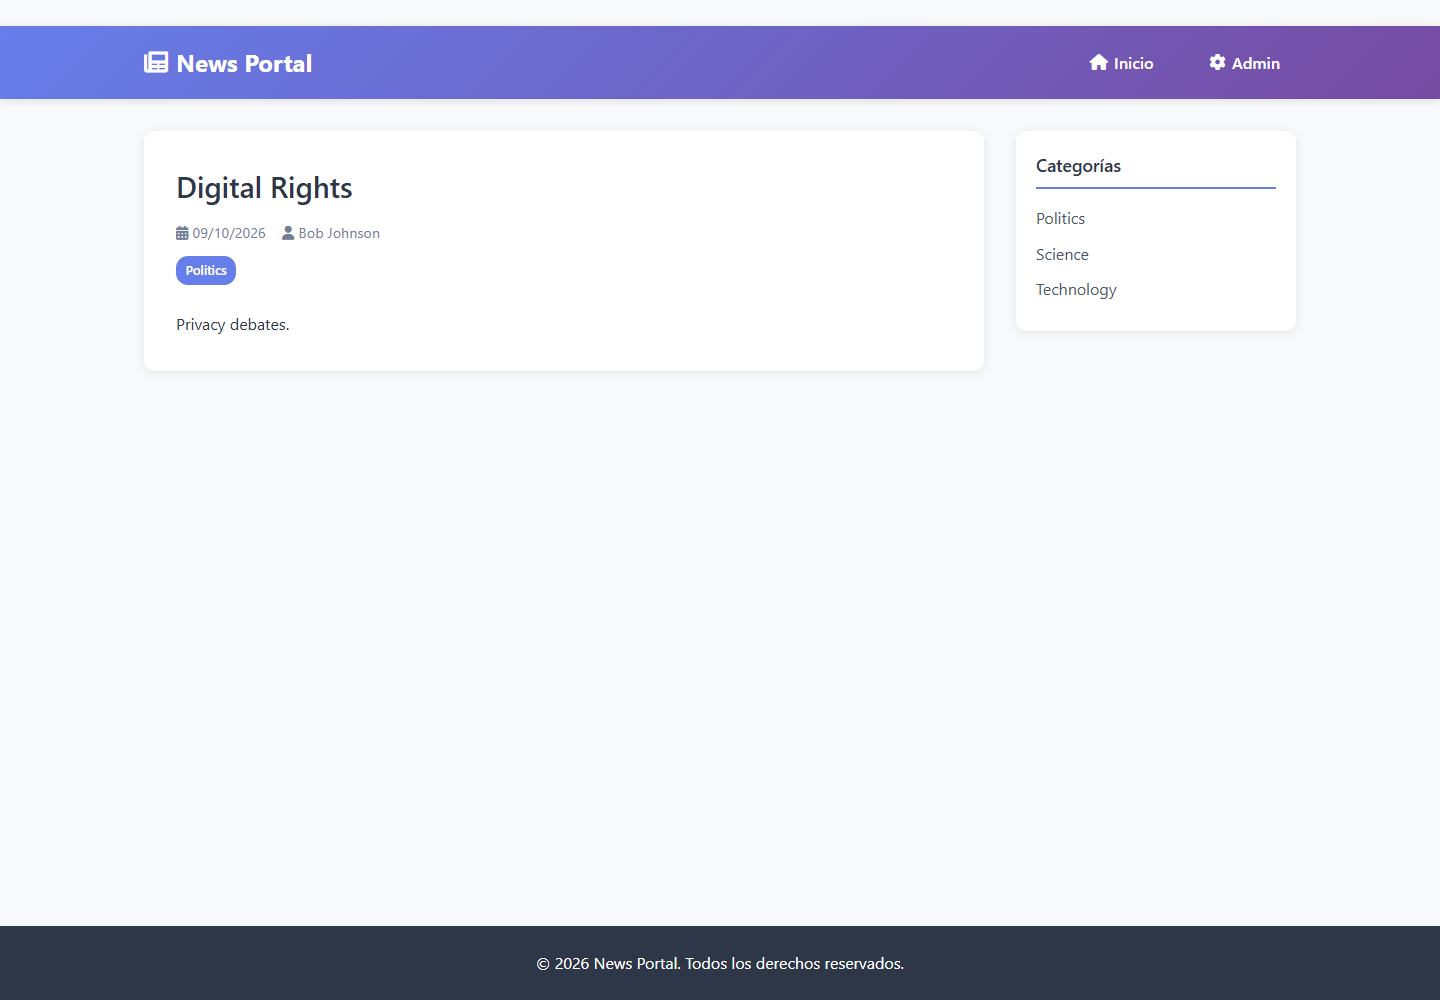 News Portal
Inicio
Admin
Digital Rights
09/10/2026 Bob Johnson
Politics
Privacy debates.
Categorías
Politics
Science
Technology
© 2026 News Portal. Todos los derechos reservados.